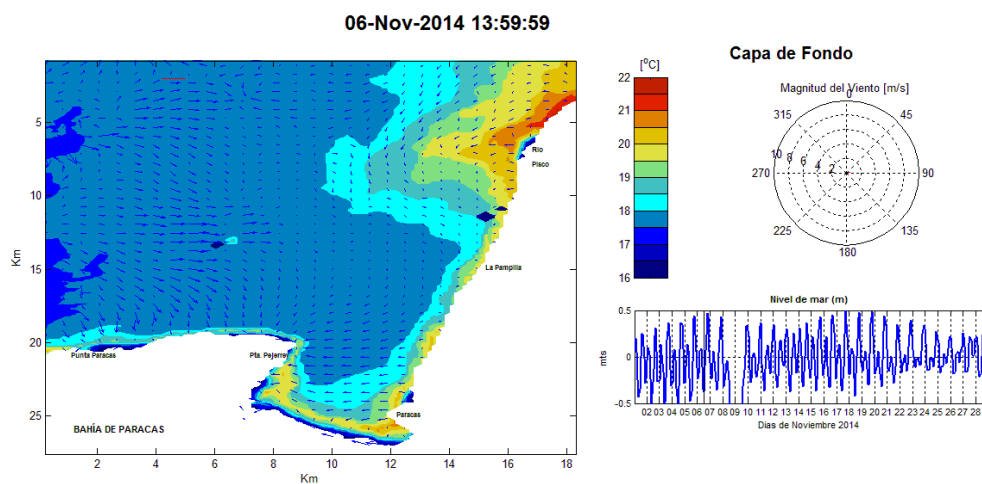 06-Nov-2014 13:59:59
5
10
15
20
25
Km
2
4
6
8
10
12
14
16
18
Km
Rio
Pisco
La Pampilla
Punta Paracas
Pta. Pejerrey
Paracas
BAHÍA DE PARACAS
[ºC]
22
21
20
19
18
17
16
Capa de Fondo
Magnitud del Viento [m/s]
0
45
90
135
180
225
270
315
10 8 6 4 2
Nivel de mar (m)
0.5
0
-0.5
mts
02 03 04 05 06 07 08 09 10 11 12 13 14 15 16 17 18 19 20 21 22 23 24 25 26 27 28
Dias de Noviembre 2014